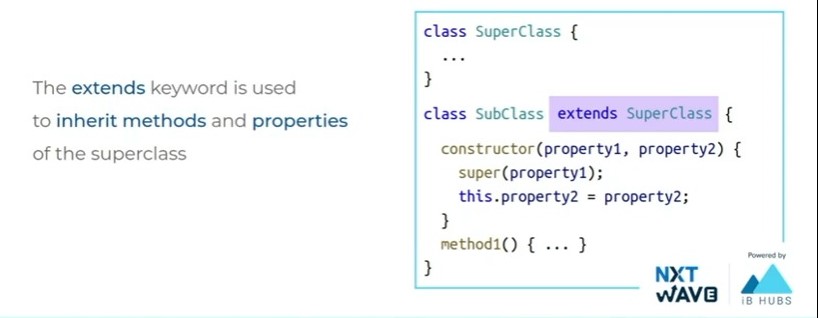 The extends keyword is used
to inherit methods and properties
of the superclass
class SuperClass {
...
}
class SubClass extends SuperClass {
constructor(property1, property2) {
super(property1);
this.property2 = property2;
}
method1() { ... }
}
NXT
WAVE
Powered by
iB HUBS